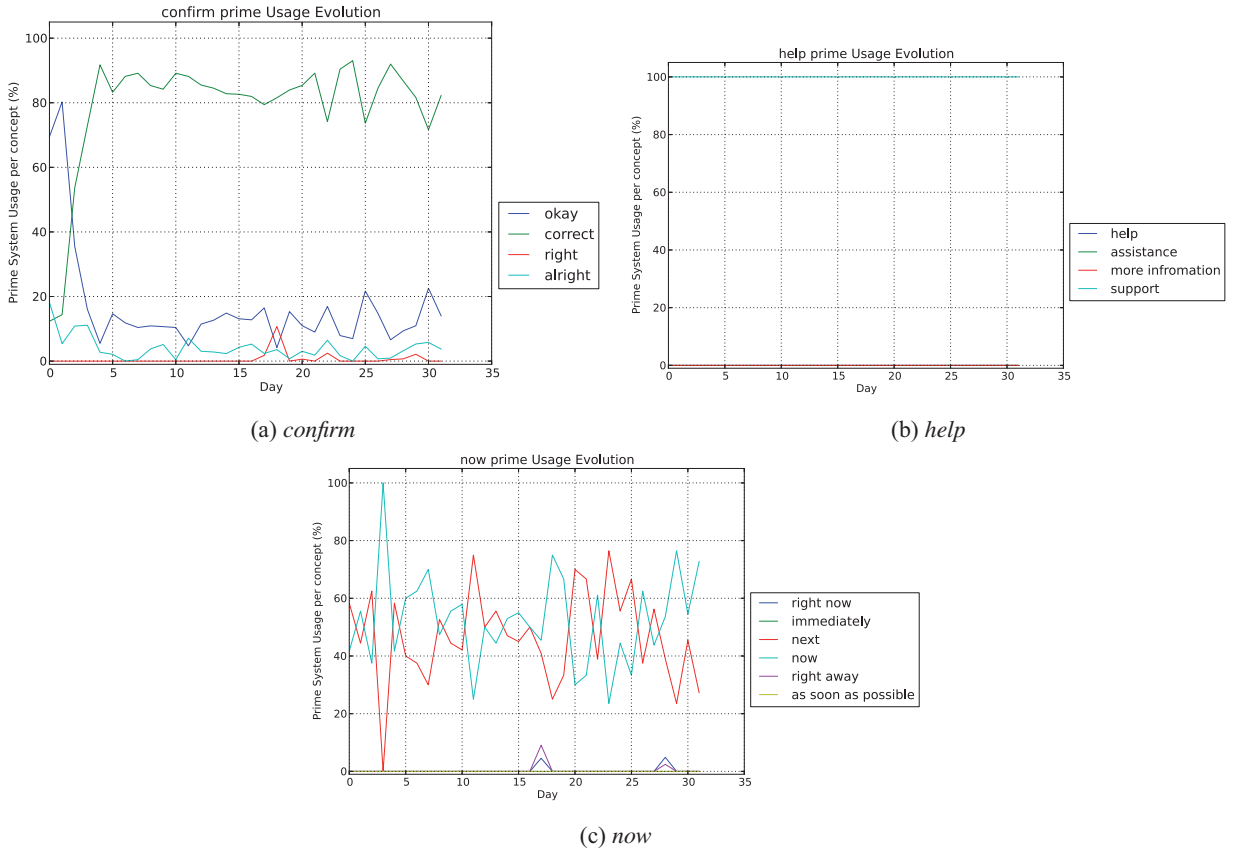 confirm prime Usage Evolution
Prime System Usage per concept (%)
100
80
60
40
20
0
0 5 10 15 20 25 30 35
Day
okay
correct
right
alright
(a) confirm
help prime Usage Evolution
Prime System Usage per concept (%)
100
80
60
40
20
0
0 5 10 15 20 25 30 35
Day
help
assistance
more infromation
support
(b) help
now prime Usage Evolution
Prime System Usage per concept (%)
100
80
60
40
20
0
0 5 10 15 20 25 30 35
Day
right now
immediately
next
now
right away
as soon as possible
(c) now